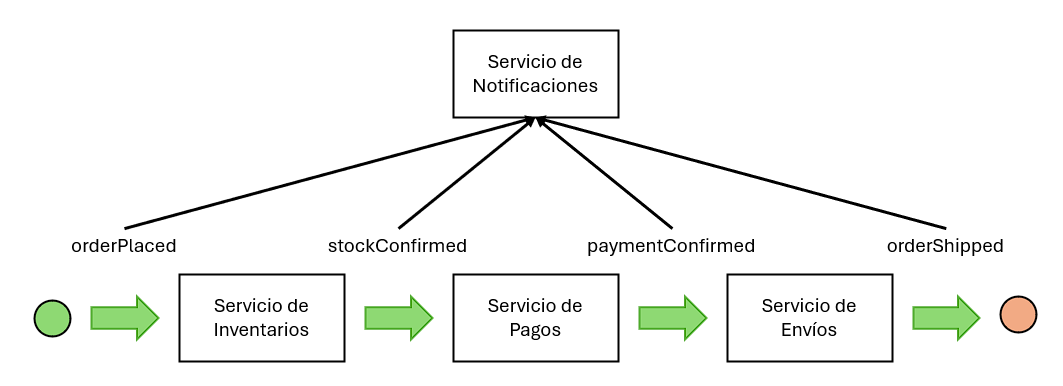 Servicio de
Notificaciones
orderPlaced
stockConfirmed
paymentConfirmed
orderShipped
Servicio de
Inventarios
Servicio de
Pagos
Servicio de
Envíos